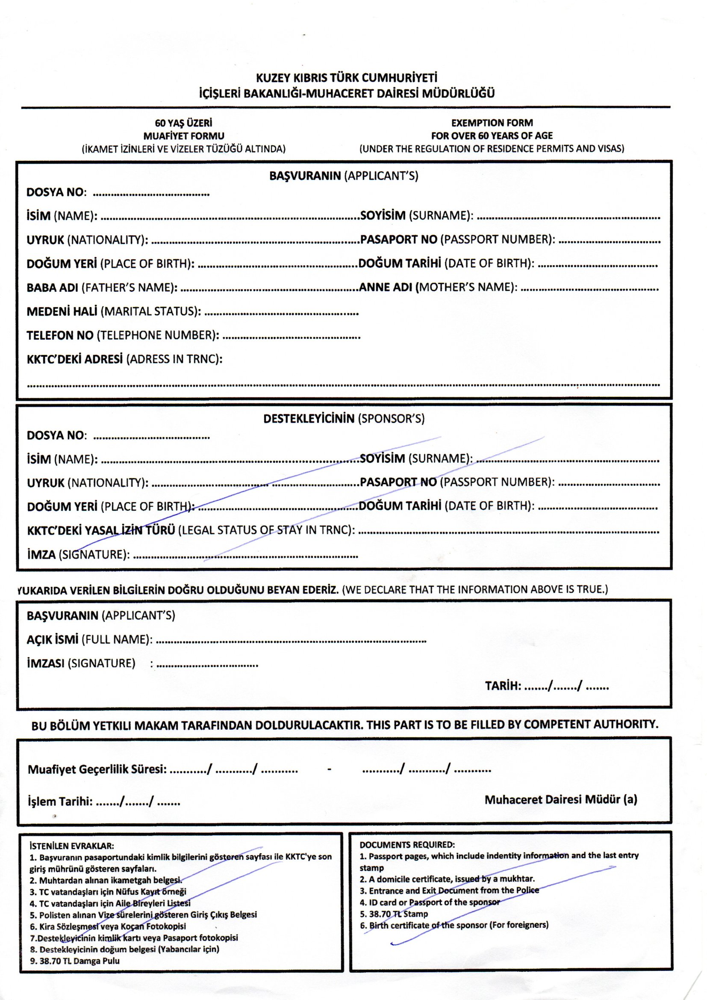 KUZEY KIBRIS TÜRK CUMHURİYETİ
İÇİŞLERİ BAKANLIĞI-MUHACERET DAİRESİ MÜDÜRLÜĞÜ
60 YAŞ ÜZERİ
MUAFİYET FORMU
(İKAMET İZİNLERİ VE VİZELER TÜZÜĞÜ ALTINDA)
EXEMPTION FORM
FOR OVER 60 YEARS OF AGE
(UNDER THE REGULATION OF RESIDENCE PERMITS AND VISAS)
BAŞVURANIN (APPLICANT'S)
DOSYA NO: ........................................
İSİM (NAME): ........................................SOYİSİM (SURNAME): ........................................
UYRUK (NATIONALITY): ........................................PASAPORT NO (PASSPORT NUMBER): ........................................
DOĞUM YERİ (PLACE OF BIRTH): ........................................DOĞUM TARİHİ (DATE OF BIRTH): ........................................
BABA ADI (FATHER'S NAME): ........................................ANNE ADI (MOTHER'S NAME): ........................................
MEDENİ HALİ (MARITAL STATUS): ........................................
TELEFON NO (TELEPHONE NUMBER): ........................................
KKTC'DEKİ ADRESİ (ADRESS IN TRNC):
........................................
DESTEKLEYİCİNİN (SPONSOR'S)
DOSYA NO: ........................................
İSİM (NAME): ........................................SOYİSİM (SURNAME): ........................................
UYRUK (NATIONALITY): ........................................PASAPORT NO (PASSPORT NUMBER): ........................................
DOĞUM YERİ (PLACE OF BIRTH): ........................................DOĞUM TARİHİ (DATE OF BIRTH): ........................................
KKTC'DEKİ YASAL İZİN TÜRÜ (LEGAL STATUS OF STAY IN TRNC): ........................................
İMZA (SIGNATURE): ........................................
YUKARIDA VERİLEN BİLGİLERİN DOĞRU OLDUĞUNU BEYAN EDERİZ. (WE DECLARE THAT THE INFORMATION ABOVE IS TRUE.)
BAŞVURANIN (APPLICANT'S)
AÇIK İSMİ (FULL NAME): ........................................
İMZASI (SIGNATURE) : ........................................
TARİH: ......./......./ .......
BU BÖLÜM YETKILI MAKAM TARAFINDAN DOLDURULACAKTIR. THIS PART IS TO BE FILLED BY COMPETENT AUTHORITY.
Muafiyet Geçerlilik Süresi: .........../ .........../ ........... - .........../ .........../ ...........
İşlem Tarihi: ......./......./ ....... Muhaceret Dairesi Müdür (a)
İSTENİLEN EVRAKLAR:
1. Başvuranın pasaportundaki kimlik bilgilerini gösteren sayfası ile KKTC'ye son
giriş mührünü gösteren sayfaları.
2. Muhtardan alınan ikametgah belgesi.
3. TC vatandaşları için Nüfus Kayıt örneği
4. TC vatandaşları için Aile Bireyleri Listesi
5. Polisten alınan Vize sürelerini gösteren Giriş Çıkış Belgesi
6. Kira Sözleşmesi veya Koçan Fotokopisi
7.Destekleyicinin kimlik kartı veya Pasaport fotokopisi
8. Destekleyicinin doğum belgesi (Yabancılar için)
9. 38.70 TL Damga Pulu
DOCUMENTS REQUIRED:
1. Passport pages, which include indentity information and the last entry
stamp
2. A domicile certificate, issued by a mukhtar.
3. Entrance and Exit Document from the Police
4. ID card or Passport of the sponsor
5. 38.70 TL Stamp
6. Birth certificate of the sponsor (For foreigners)